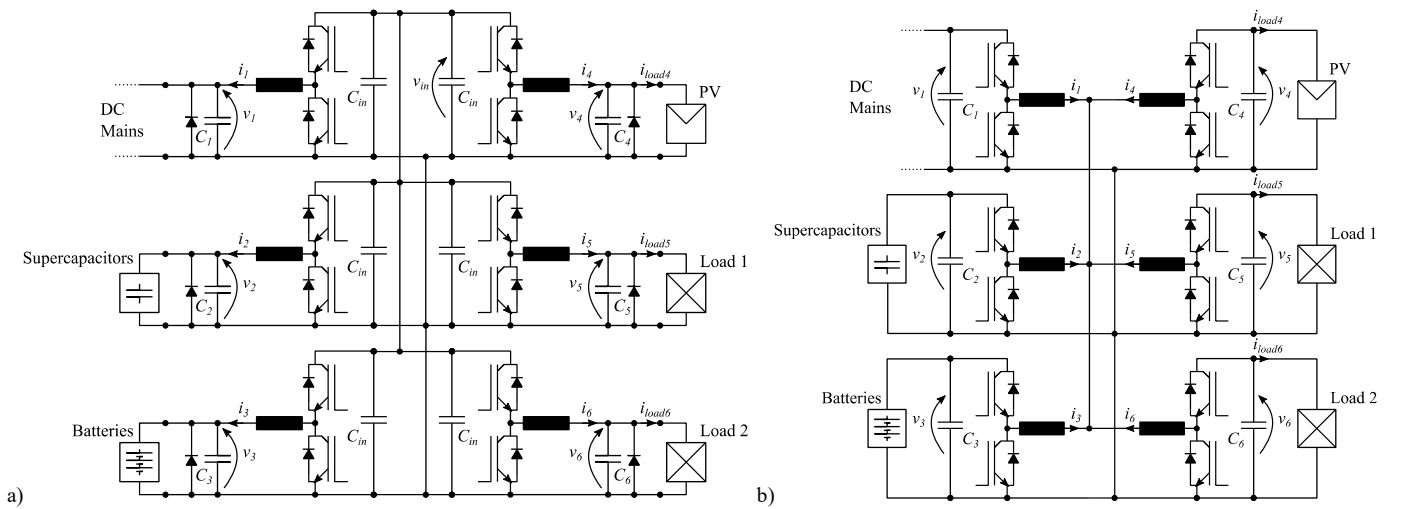 a)
i1 i4 iload4
PV
DC
Mains
C1 v1 Cin vin Cin v4 C4
i2 i5 iload5
Supercapacitors
Load 1
C2 v2 Cin Cin v5 C5
i3 i6 iload6
Batteries
Load 2
C3 v3 Cin Cin v6 C6
b)
iload4
PV
DC
Mains
v1 C1 i1 i4 C4 v4
iload5
Supercapacitors
Load 1
v2 C2 i2 i5 C5 v5
iload6
Batteries
Load 2
v3 C3 i3 i6 C6 v6